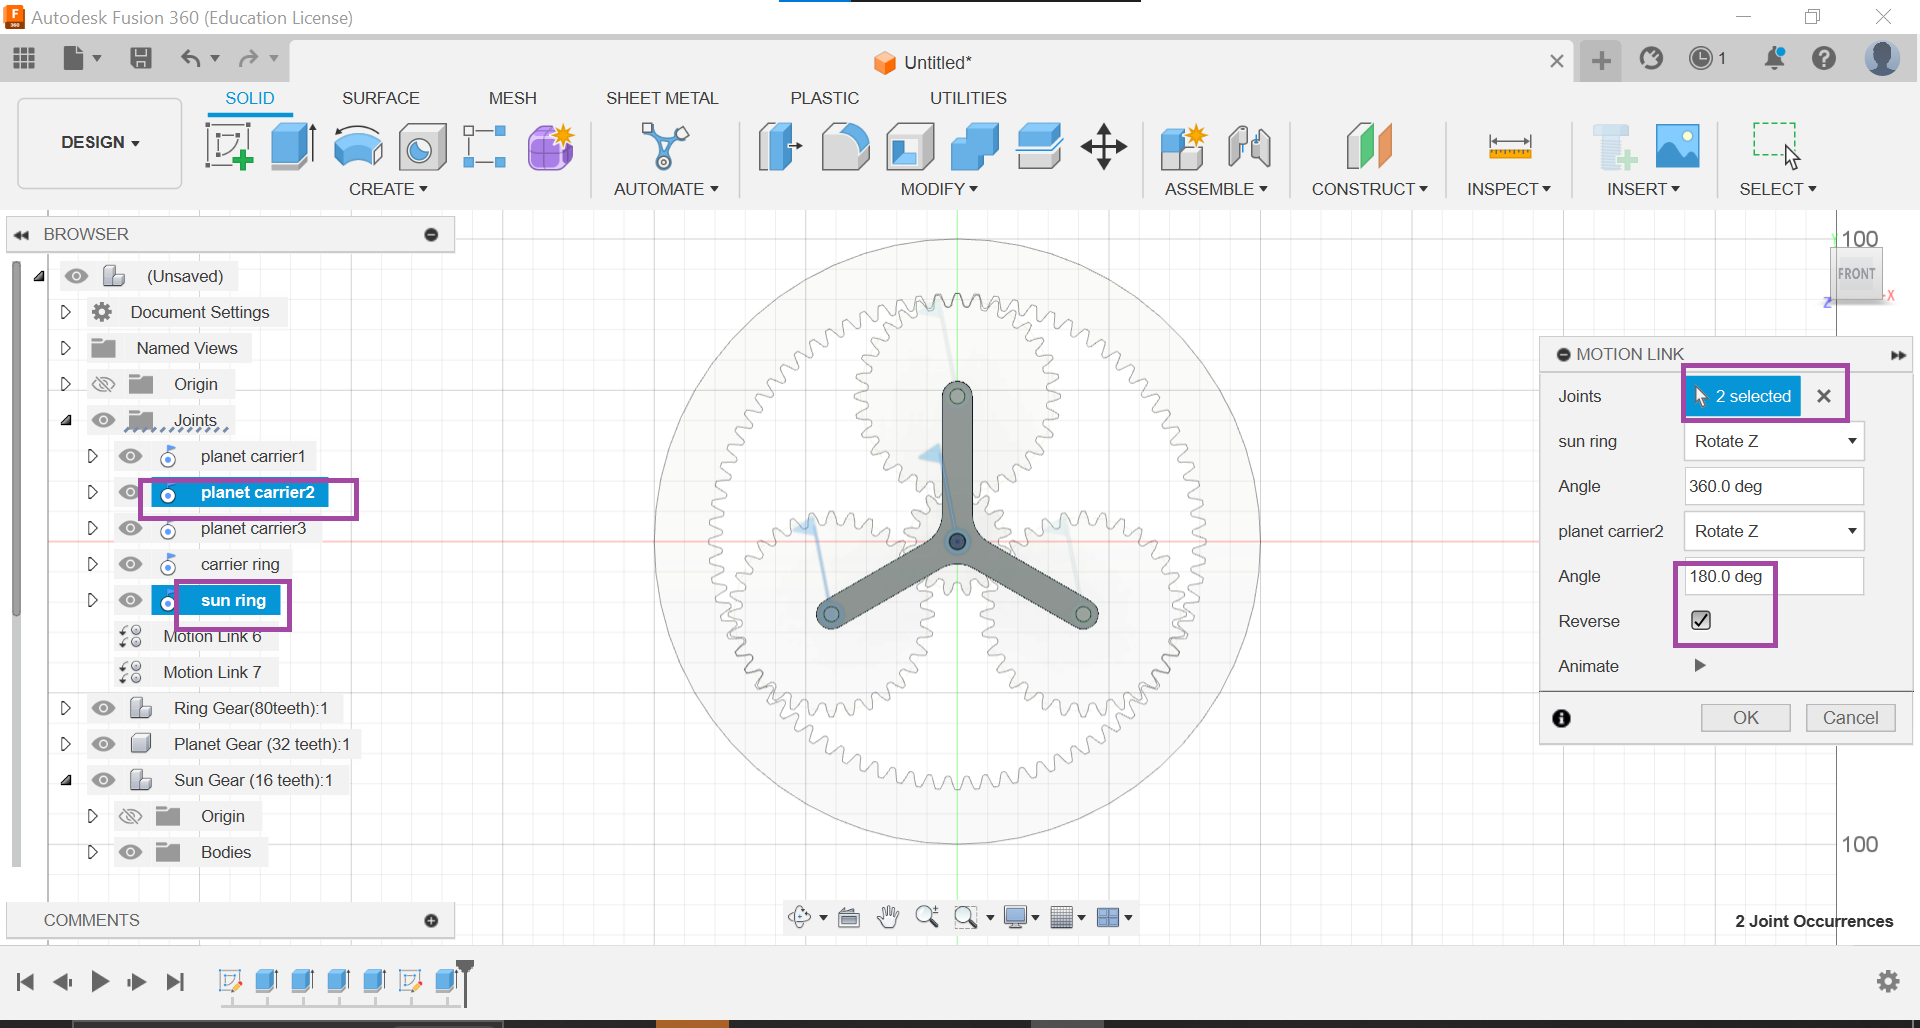 Autodesk Fusion 360 (Education License)
Untitled*
1
SOLID SURFACE MESH SHEET METAL PLASTIC UTILITIES
DESIGN
CREATE AUTOMATE MODIFY ASSEMBLE CONSTRUCT INSPECT INSERT SELECT
BROWSER
(Unsaved)
Document Settings
Named Views
Origin
Joints
planet carrier1
planet carrier2
planet carrier3
carrier ring
sun ring
Motion Link 6
Motion Link 7
Ring Gear(80teeth):1
Planet Gear (32 teeth):1
Sun Gear (16 teeth):1
Origin
Bodies
COMMENTS
100
Y
FRONT
X
Z
MOTION LINK
Joints 2 selected
sun ring Rotate Z
Angle 360.0 deg
planet carrier2 Rotate Z
Angle 180.0 deg
Reverse
Animate
OK Cancel
100
2 Joint Occurrences